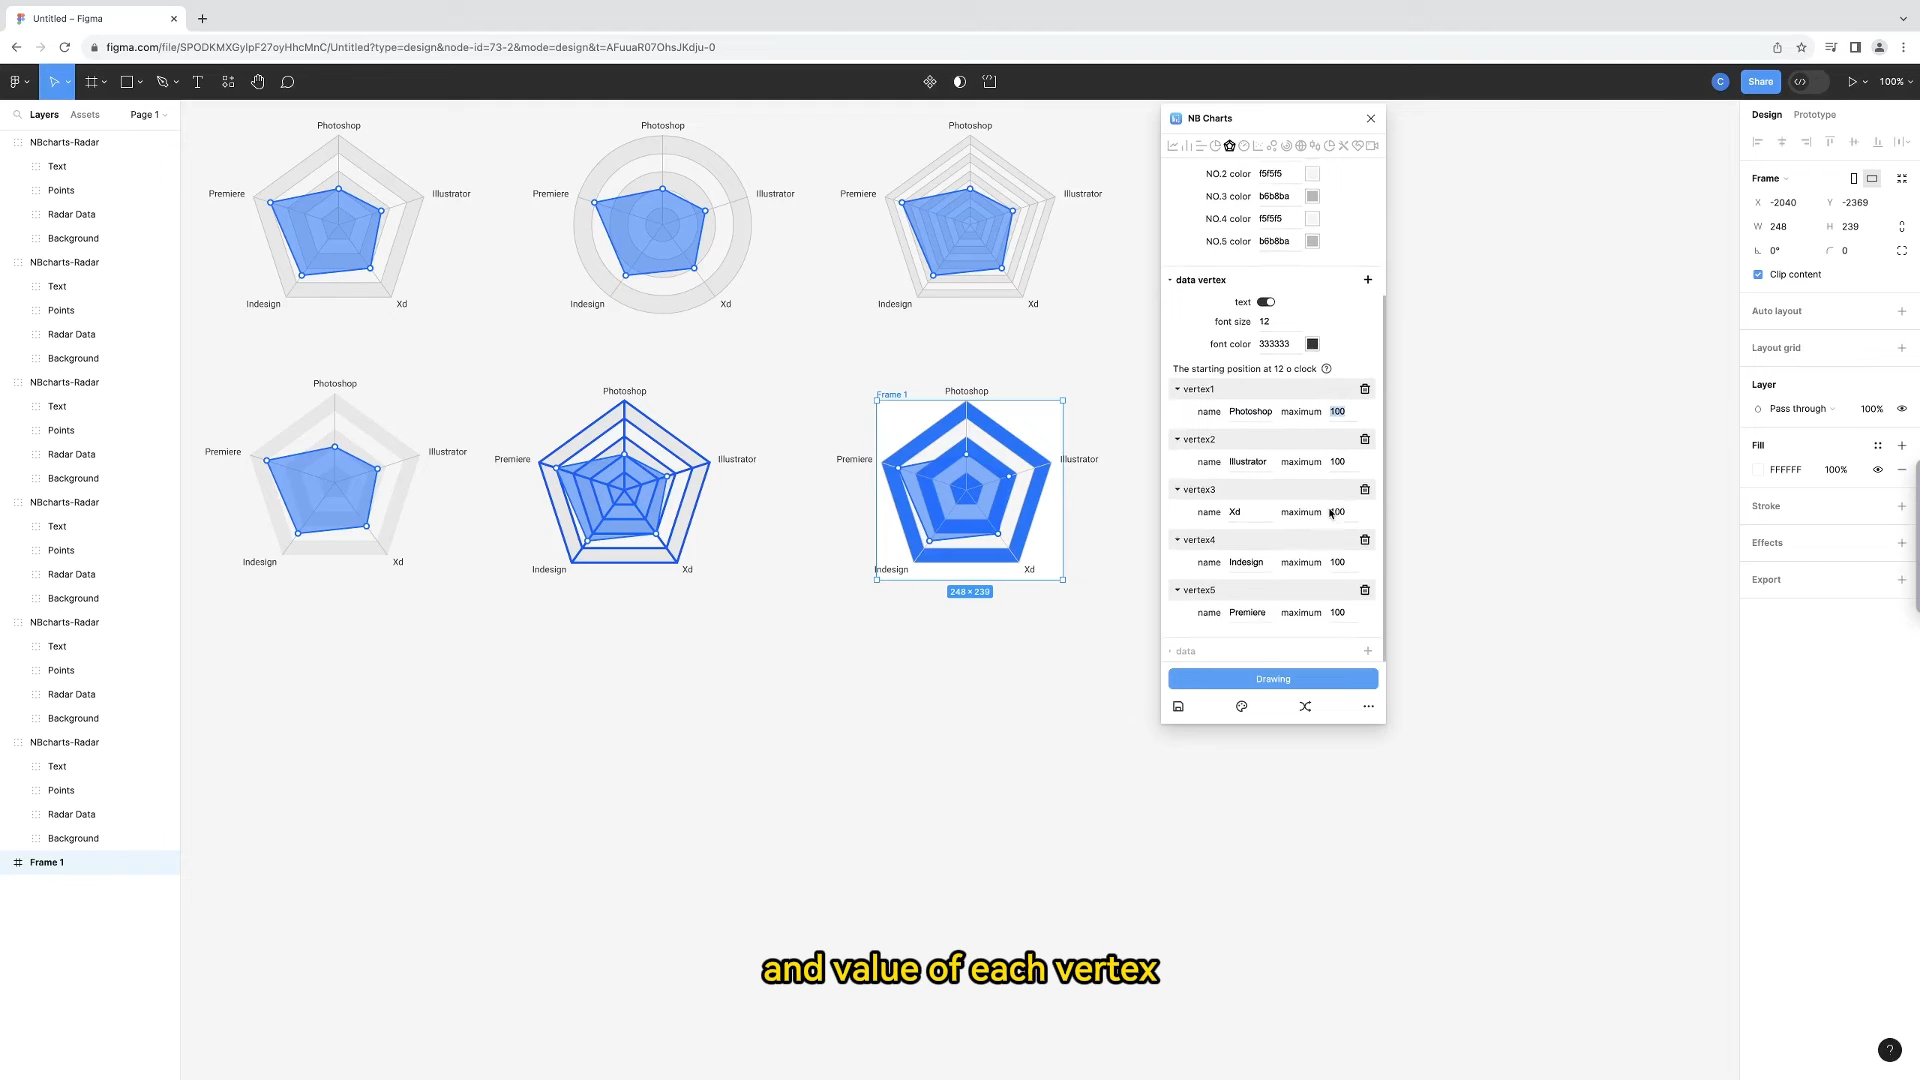 Untitled – Figma
figma.com/file/SPODKMXGylpF27oyHhcMnC/Untitled?type=design&node-id=73-2&mode=design&t=AFuuaR07OhsJKdju-0
C
Share
100%
Layers
Assets
Page 1
NBcharts-Radar
Text
Points
Radar Data
Background
NBcharts-Radar
Text
Points
Radar Data
Background
NBcharts-Radar
Text
Points
Radar Data
Background
NBcharts-Radar
Text
Points
Radar Data
Background
NBcharts-Radar
Text
Points
Radar Data
Background
NBcharts-Radar
Text
Points
Radar Data
Background
Frame 1
Photoshop
Premiere
Illustrator
Indesign
Xd
Photoshop
Premiere
Illustrator
Indesign
Xd
Photoshop
Premiere
Illustrator
Indesign
Xd
Photoshop
Premiere
Illustrator
Indesign
Xd
Photoshop
Premiere
Illustrator
Indesign
Xd
Frame 1
Photoshop
Premiere
Illustrator
Indesign
Xd
248 × 239
NB Charts
NO.2 color f5f5f5
NO.3 color b6b8ba
NO.4 color f5f5f5
NO.5 color b6b8ba
data vertex
text
font size 12
font color 333333
The starting position at 12 o clock
vertex1
name Photoshop maximum 100
vertex2
name Illustrator maximum 100
vertex3
name Xd maximum 100
vertex4
name Indesign maximum 100
vertex5
name Premiere maximum 100
data
Drawing
Design
Prototype
Frame
X -2040 Y -2369
W 248 H 239
0° 0
Clip content
Auto layout
Layout grid
Layer
Pass through 100%
Fill
FFFFFF 100%
Stroke
Effects
Export
and value of each vertex
?